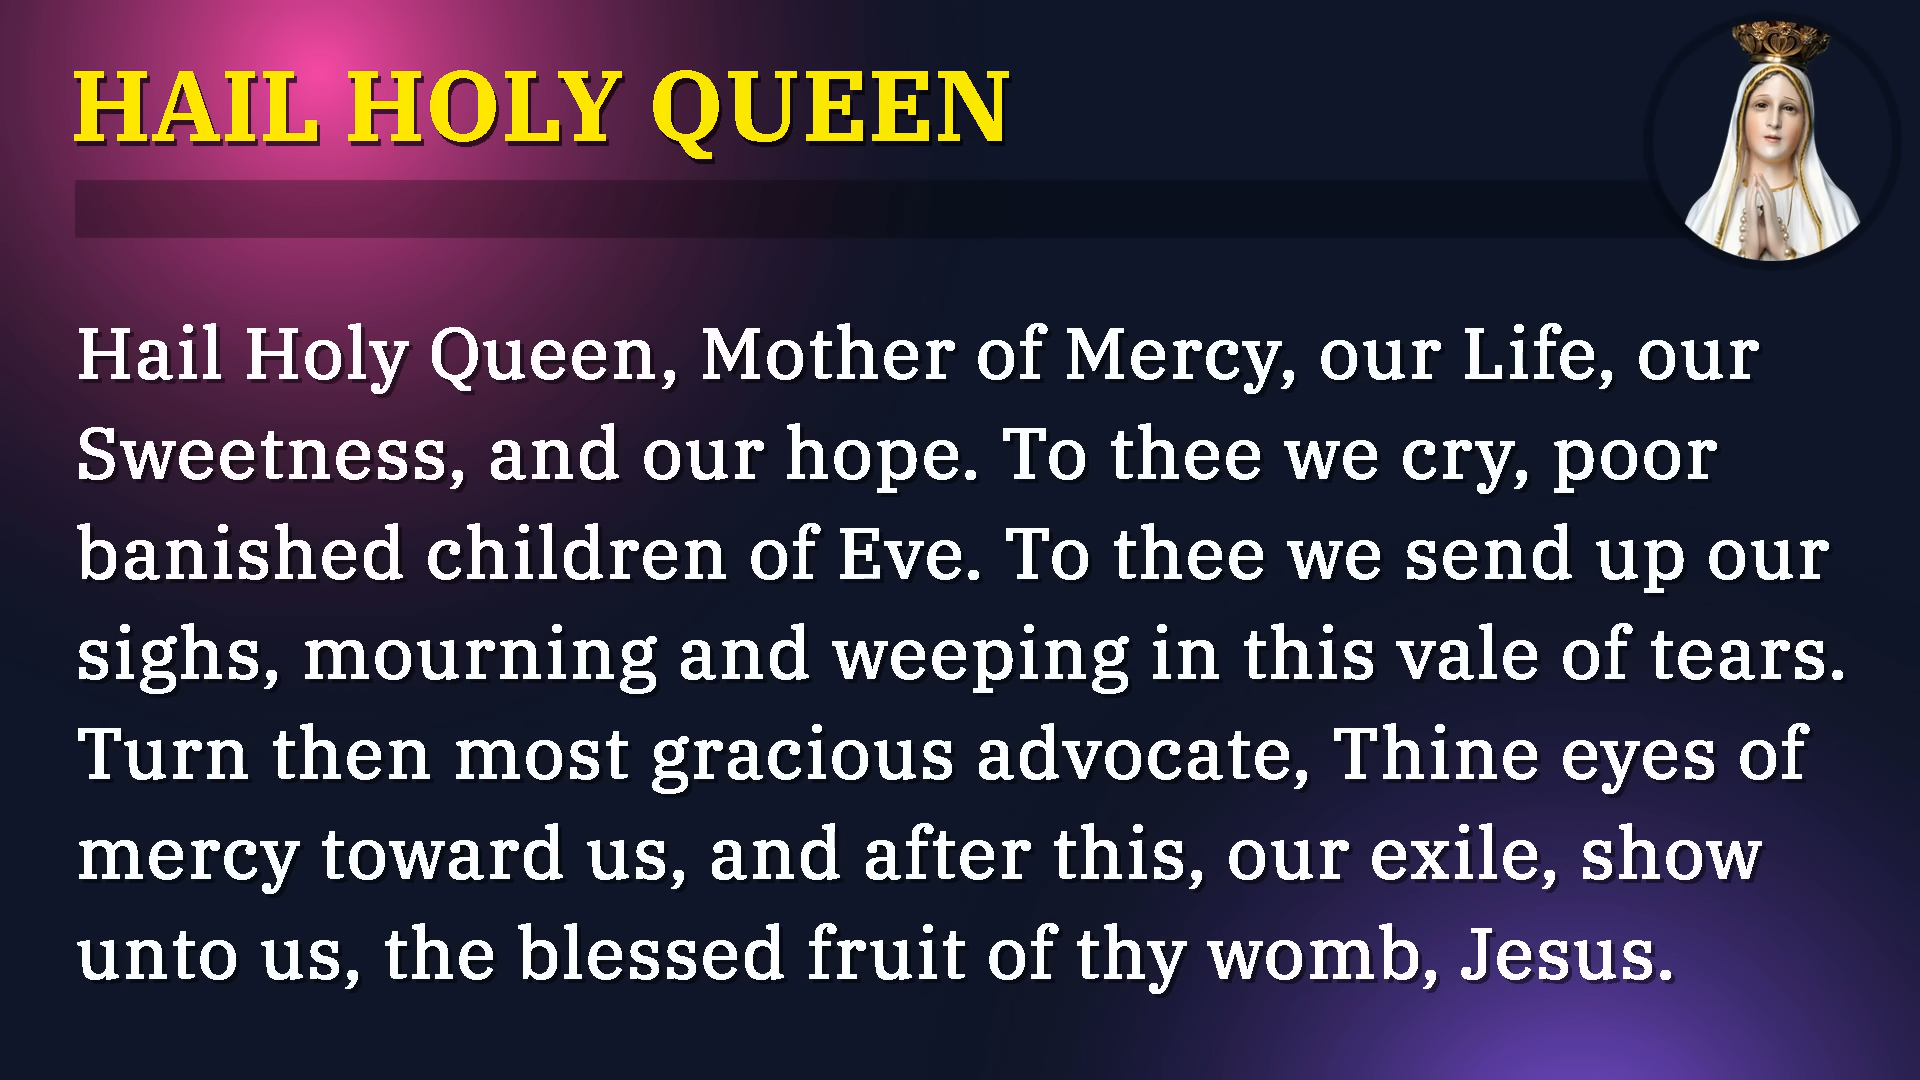 HAIL HOLY QUEEN
Hail Holy Queen, Mother of Mercy, our Life, our
Sweetness, and our hope. To thee we cry, poor
banished children of Eve. To thee we send up our
sighs, mourning and weeping in this vale of tears.
Turn then most gracious advocate, Thine eyes of
mercy toward us, and after this, our exile, show
unto us, the blessed fruit of thy womb, Jesus.